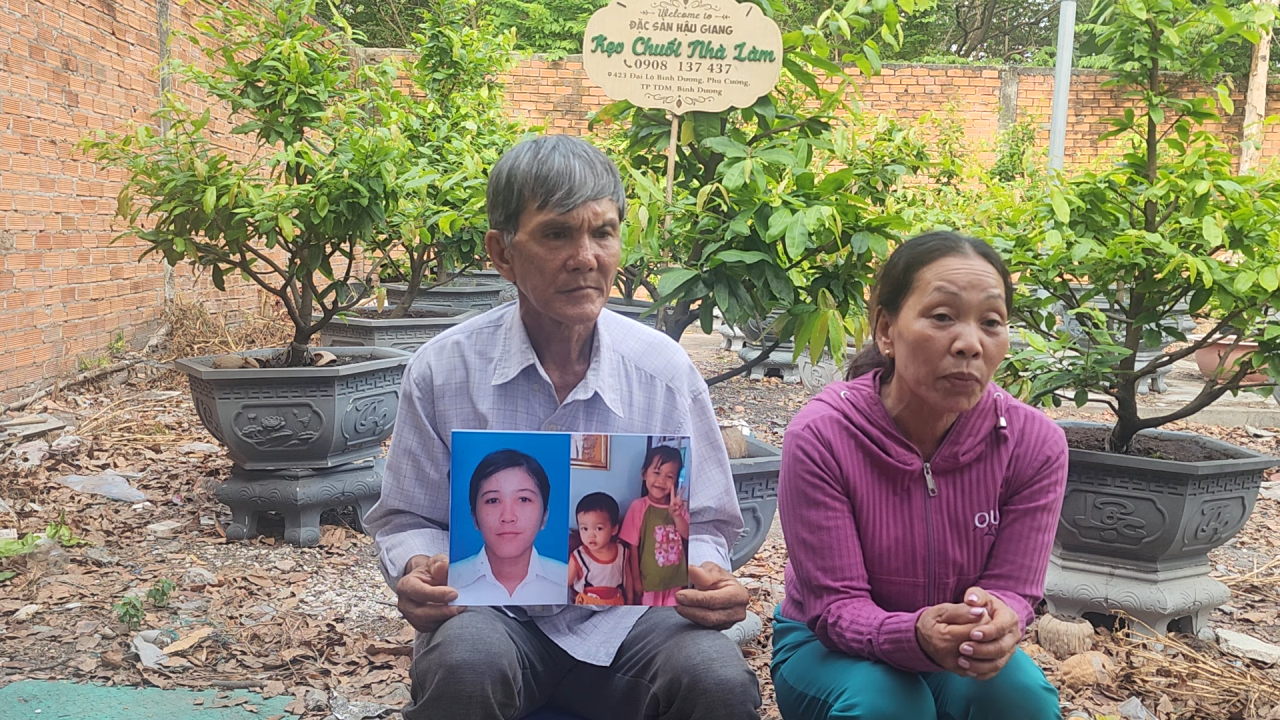 Welcome to
ĐẶC SẢN HẬU GIANG
Kẹo Chuối Nhà Làm
0908 137 437
423 Đại Lộ Bình Dương, Phú Cường,
TP TDM, Bình Dương